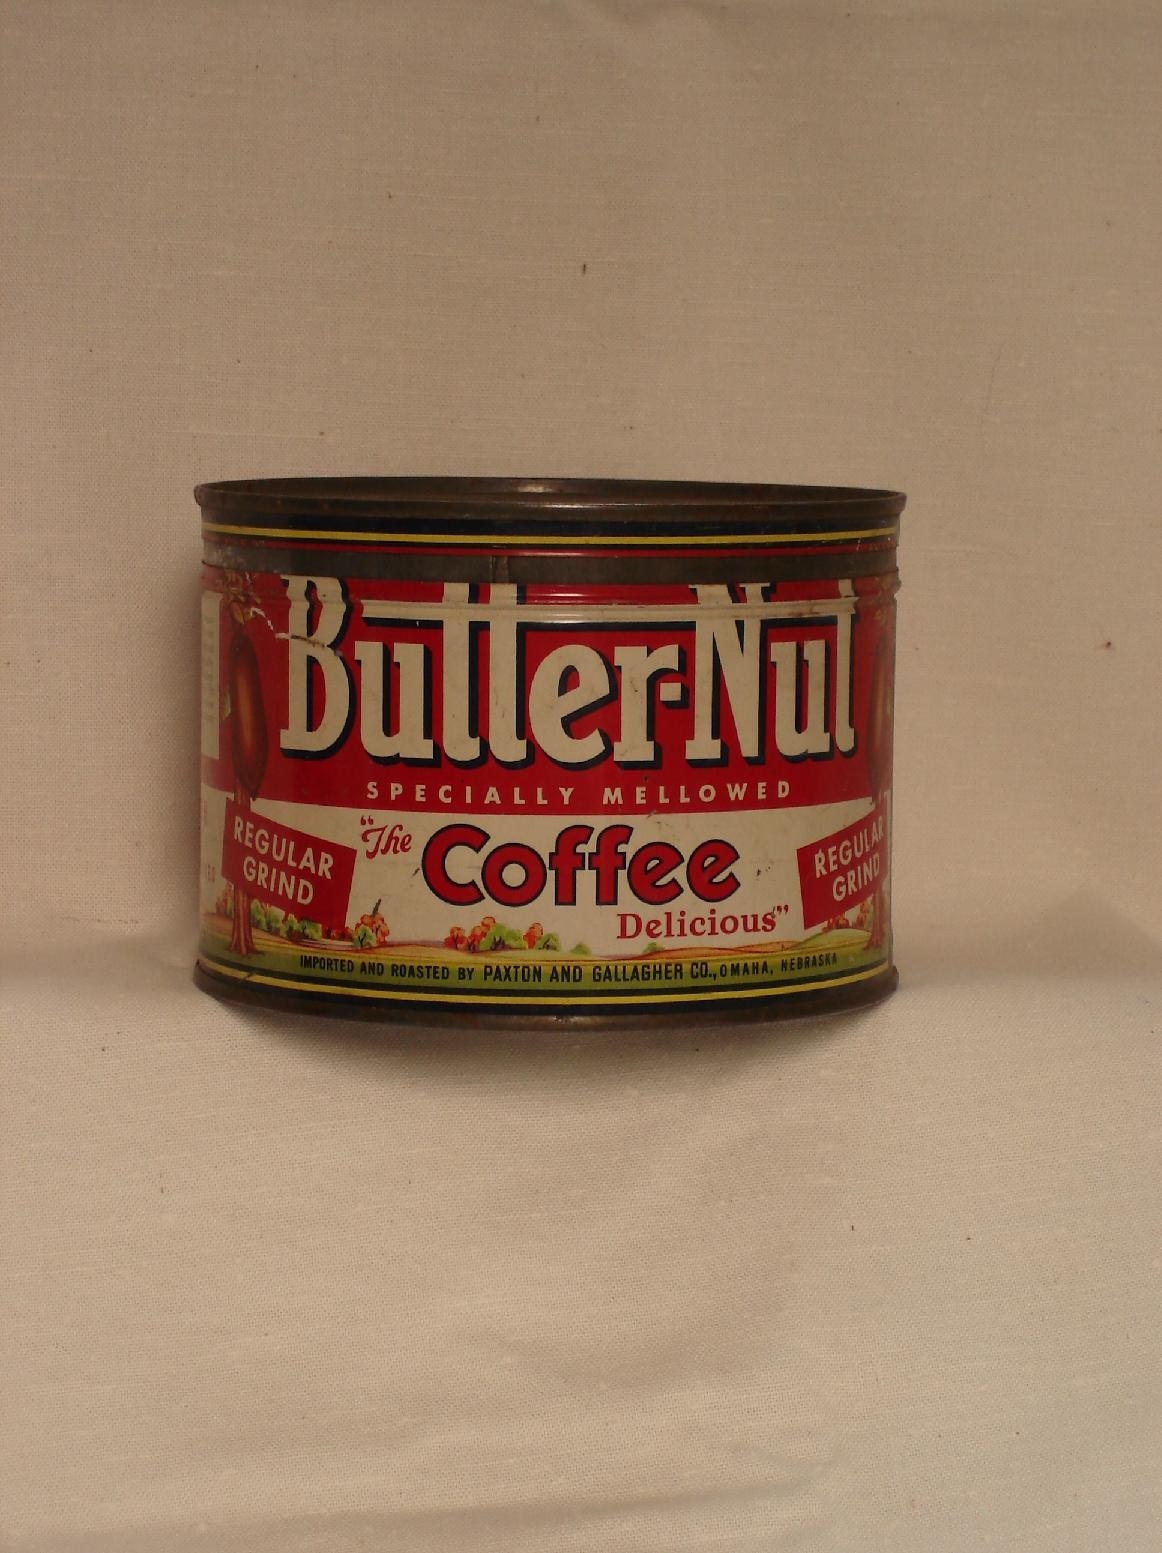 Butter-Nut
SPECIALLY MELLOWED
REGULAR
GRIND
"The
Coffee
Delicious"
REGULAR
GRIND
IMPORTED AND ROASTED BY PAXTON AND GALLAGHER CO., OMAHA, NEBRASKA